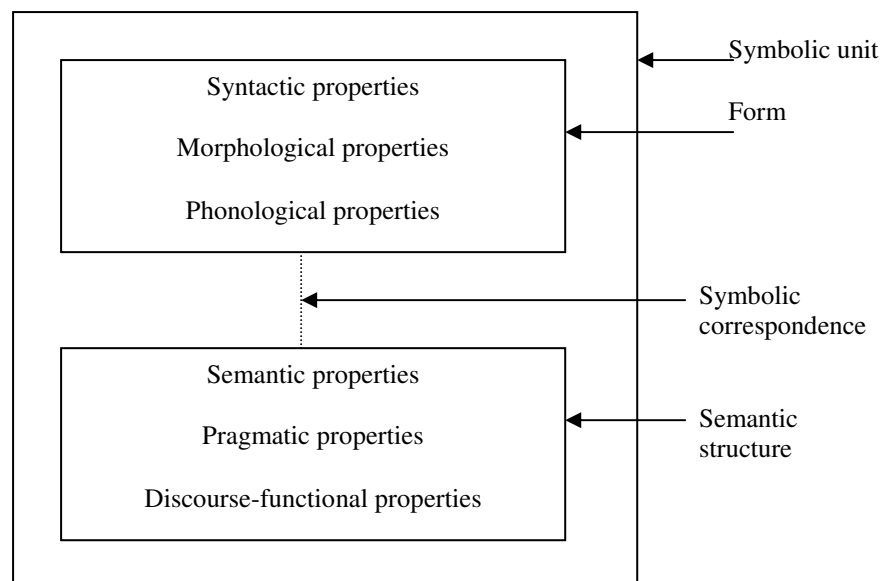 Symbolic unit
Syntactic properties
Form
Morphological properties
Phonological properties
Symbolic
correspondence
Semantic properties
Semantic
structure
Pragmatic properties
Discourse-functional properties